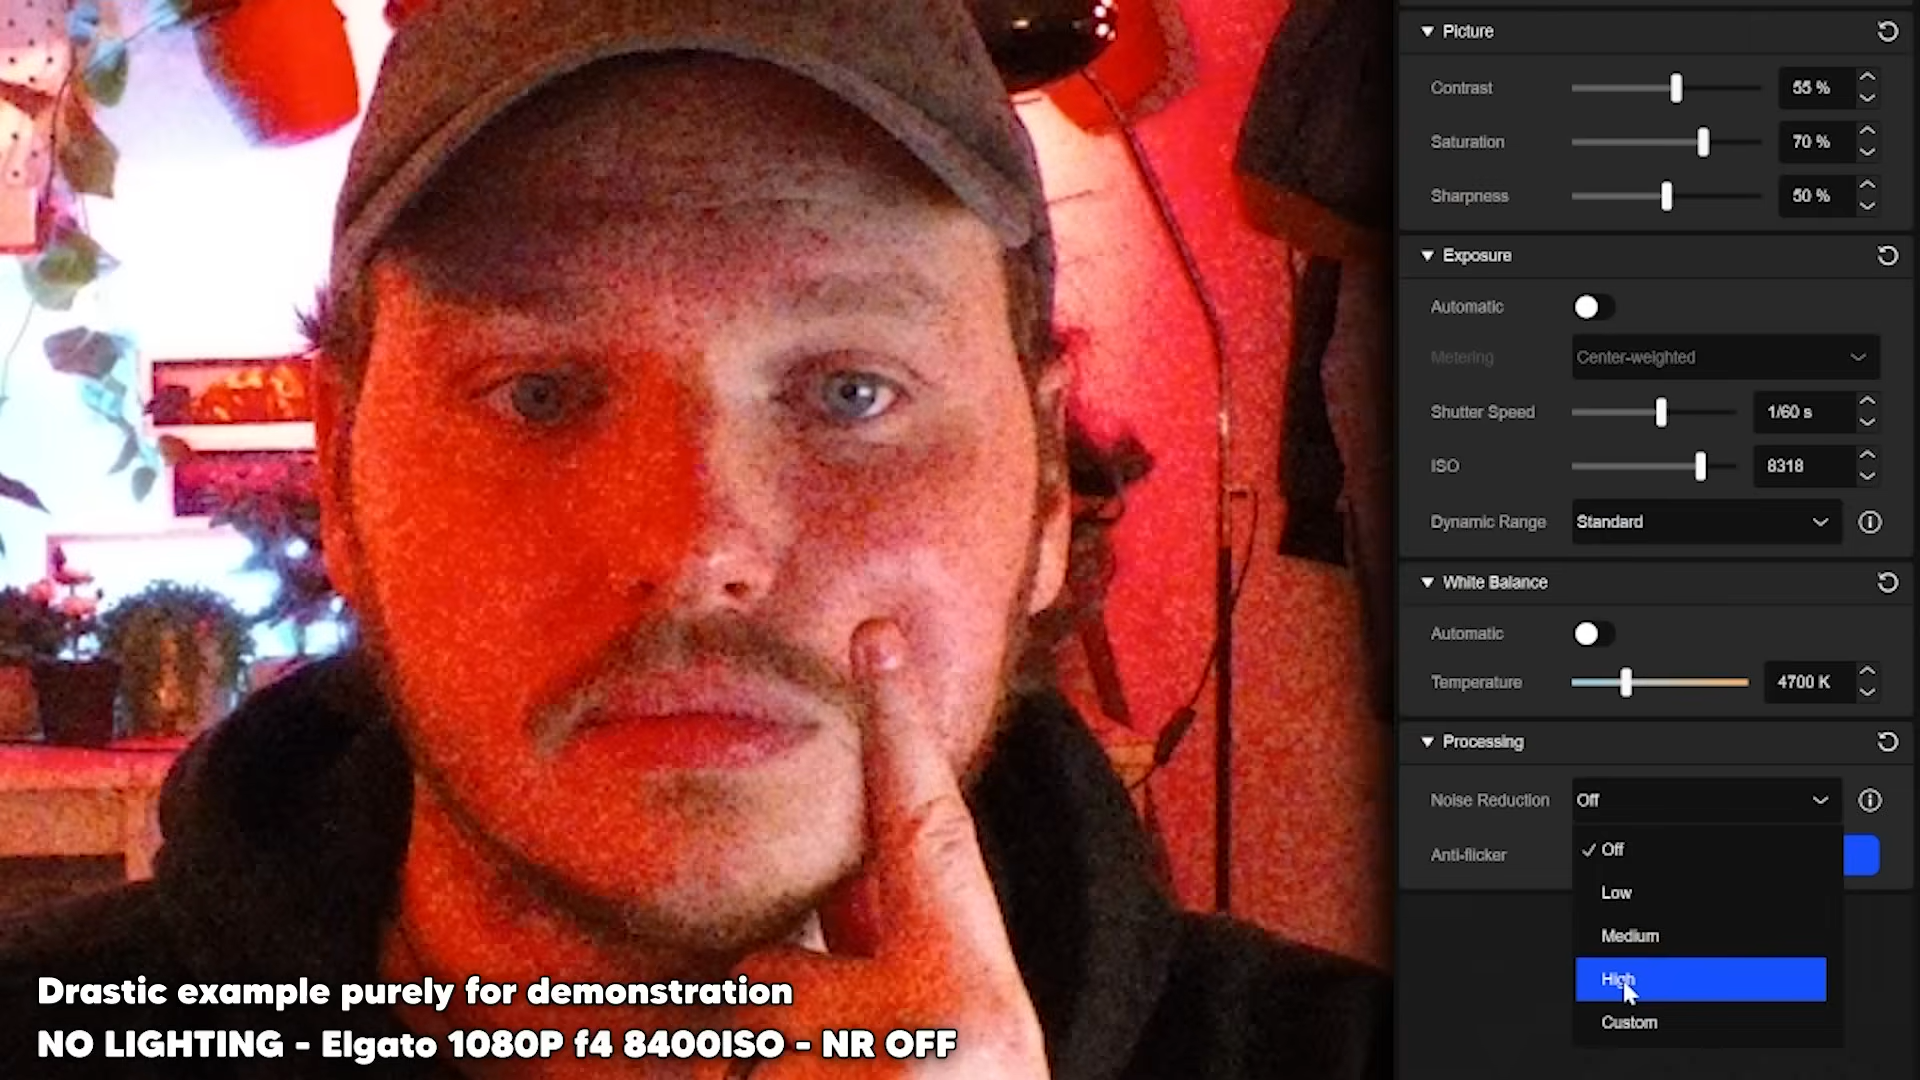 Picture
Contrast 55 %
Saturation 70 %
Sharpness 50 %
Exposure
Automatic
Metering Center-weighted
Shutter Speed 1/60 s
ISO 8318
Dynamic Range Standard
White Balance
Automatic
Temperature 4700 K
Processing
Noise Reduction Off
Anti-flicker
Off
Low
Medium
High
Custom
Drastic example purely for demonstration
NO LIGHTING - Elgato 1080P f4 8400ISO - NR OFF